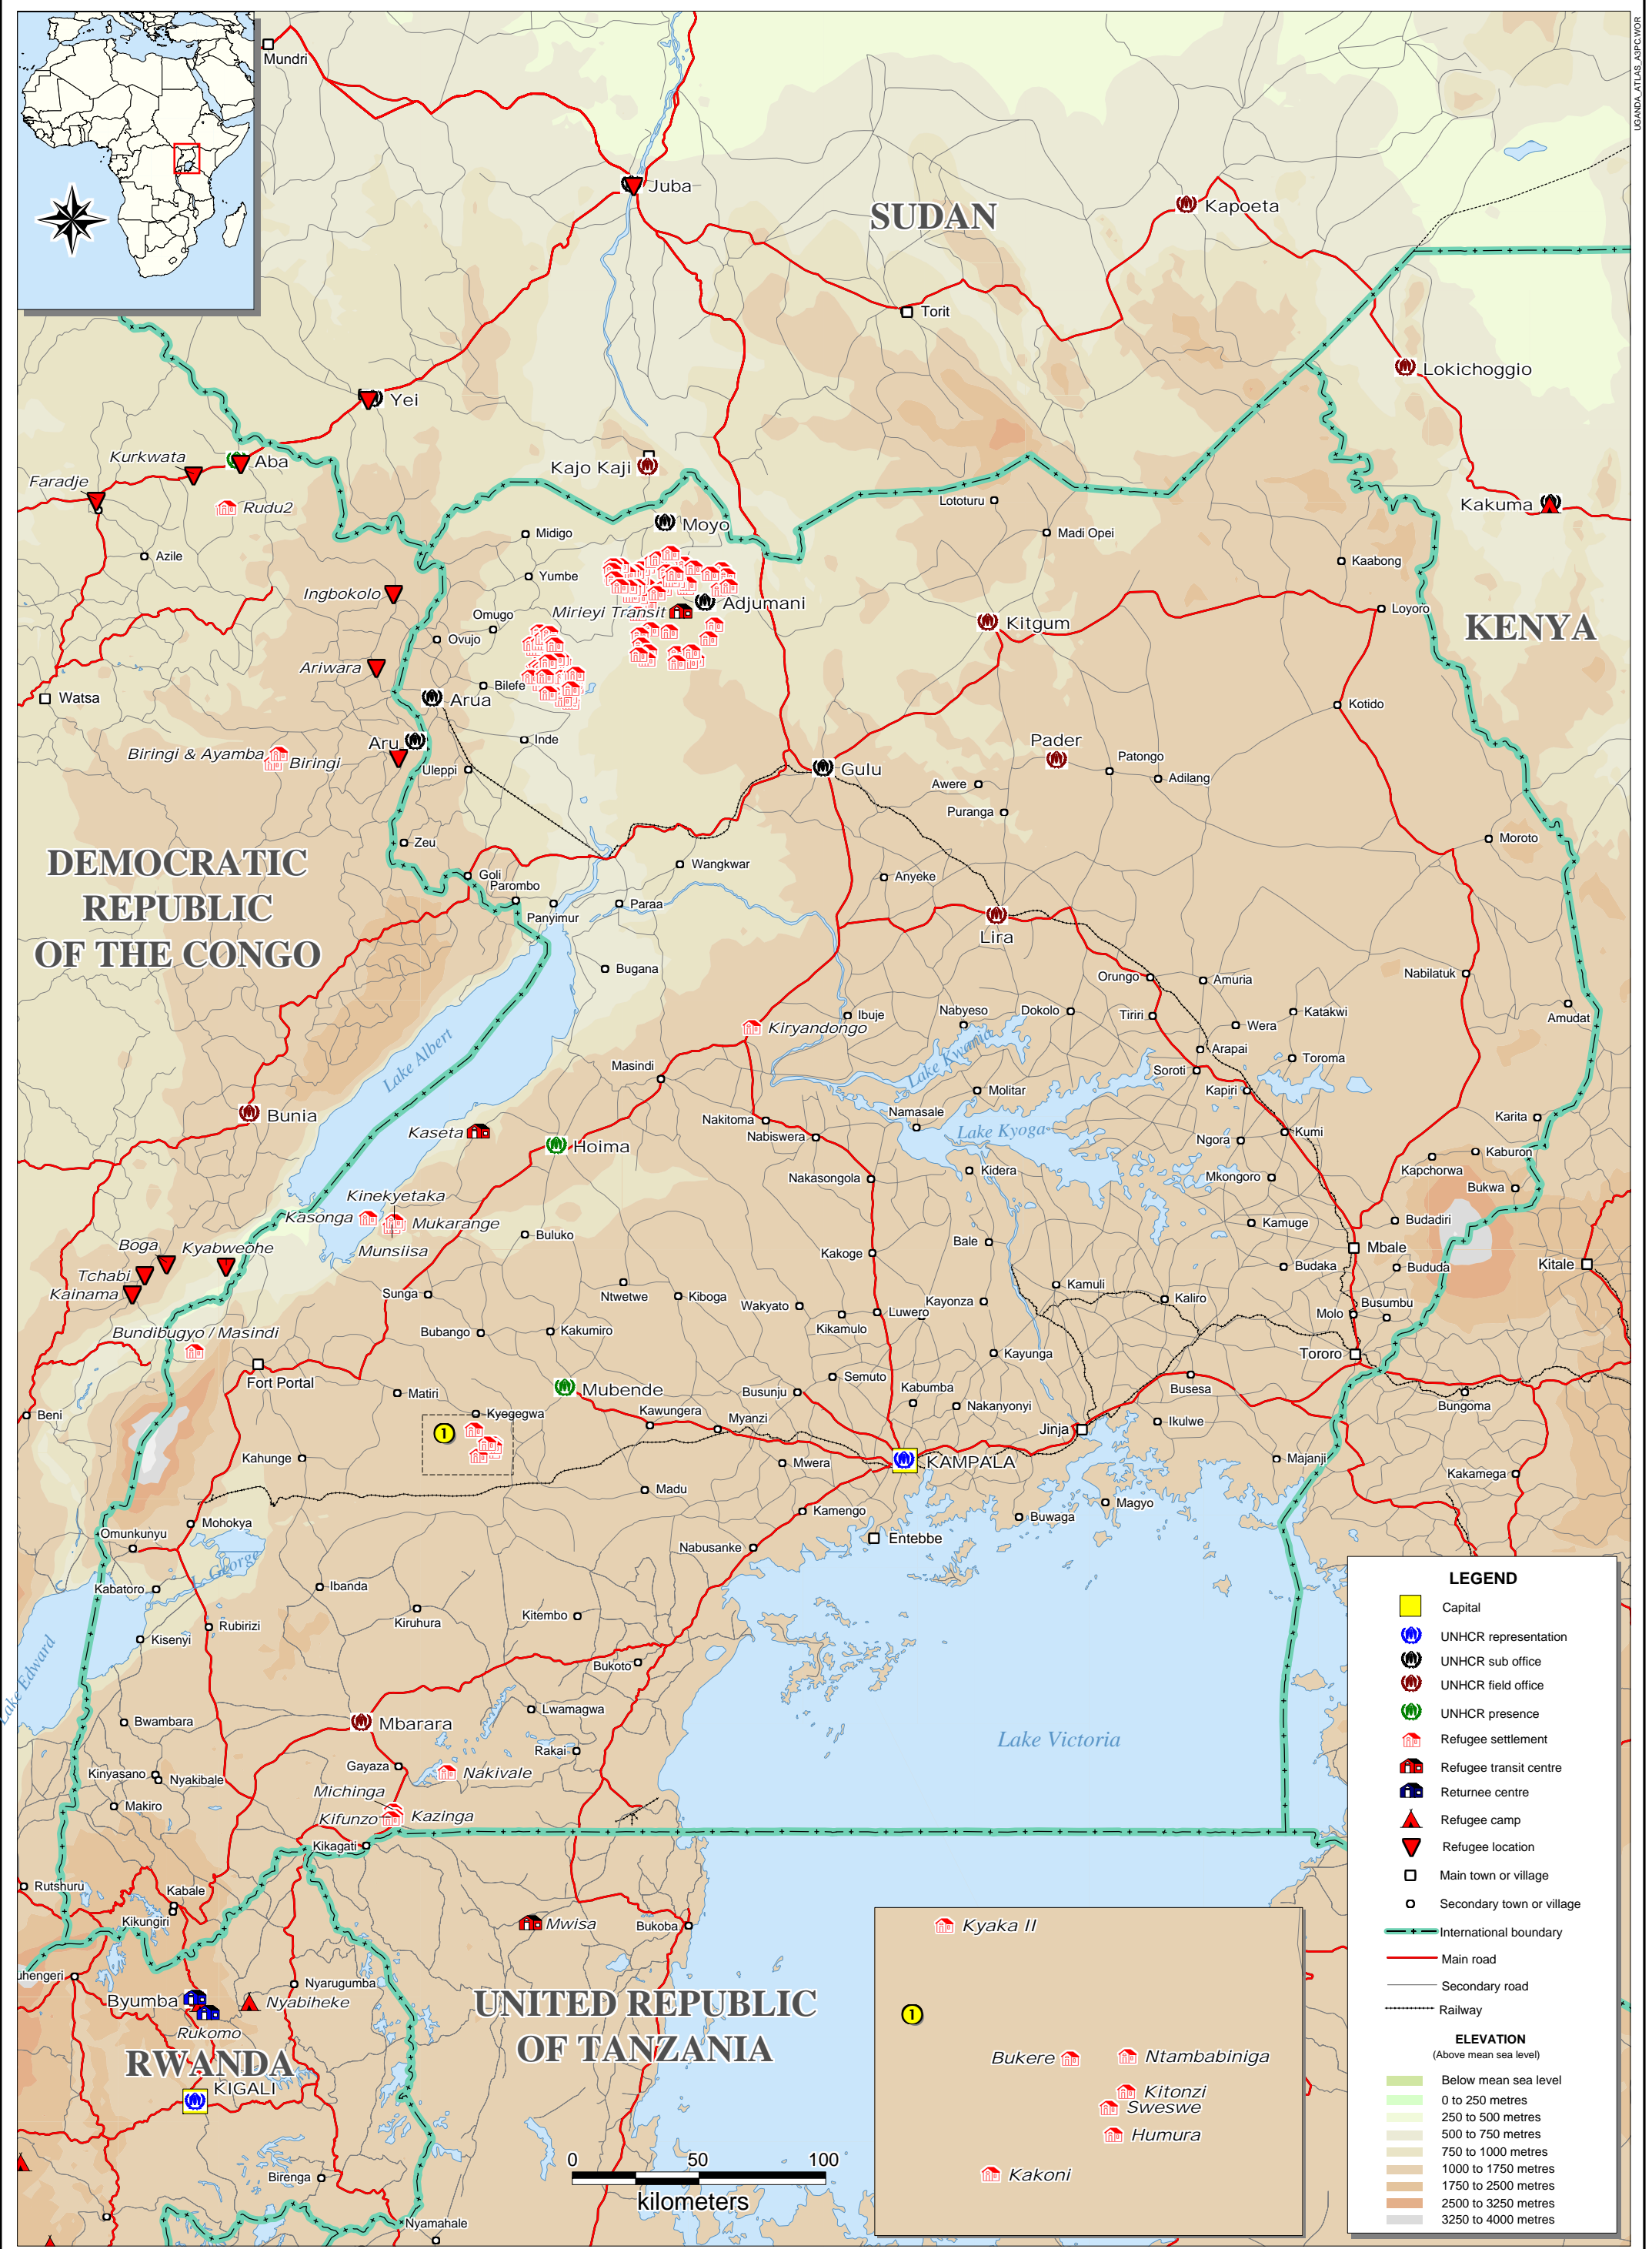 UGANDA_ATLAS_A3PC.WOR
Mundri
Juba
SUDAN
Kapoeta
Torit
Lokichoggio
Yei
Kurkwata
Aba
Kajo Kaji
Faradje
Rudu2
Lototuru
Kakuma
Moyo
Midigo
Madi Opei
Azile
Kaabong
Yumbe
Ingbokolo
Adjumani
Mirieyi Transit
Loyoro
Omugo
Kitgum
KENYA
Ovujo
Ariwara
Bilefe
Watsa
Arua
Kotido
Aru
Inde
Pader
Biringi & Ayamba
Biringi
Uleppi
Gulu
Patongo
Adilang
Awere
Puranga
Zeu
Moroto
DEMOCRATIC
REPUBLIC
OF THE CONGO
Wangkwar
Goli
Anyeke
Parombo
Panyimur
Paraa
Lira
Bugana
Orungo
Amuria
Nabilatuk
Ibuje
Nabyeso
Dokolo
Tiriri
Katakwi
Amudat
Kiryandongo
Wera
Lake Albert
Lake Kwania
Arapai
Toroma
Masindi
Soroti
Molitar
Kapiri
Bunia
Nakitoma
Namasale
Karita
Kaseta
Nabiswera
Lake Kyoga
Kumi
Hoima
Ngora
Kaburon
Kapchorwa
Kidera
Nakasongola
Mkongoro
Bukwa
Kinekyetaka
Kasonga
Mukarange
Munsiisa
Buluko
Kamuge
Budadiri
Bale
Boga
Kyabweohe
Kakoge
Mbale
Tchabi
Budaka
Bududa
Kitale
Kainama
Sunga
Ntwetwe
Kiboga
Kamuli
Wakyato
Kayonza
Kaliro
Busumbu
Kikamulo
Luwero
Molo
Bundibugyo / Masindi
Bubango
Kakumiro
Kayunga
Tororo
Fort Portal
Matiri
Mubende
Semuto
Busunju
Kabumba
Busesa
Bungoma
Beni
Kyegegwa
Kawungera
Myanzi
Nakanyonyi
1
Jinja
Ikulwe
Kahunge
KAMPALA
Mwera
Majanji
Kakamega
Madu
Magyo
Kamengo
Buwaga
Mohokya
Omunkunyu
Entebbe
Nabusanke
L. George
Kabatoro
Ibanda
Kiruhura
Kitembo
Rubirizi
Kisenyi
Lake Edward
Bukoto
Lwamagwa
Bwambara
Mbarara
Lake Victoria
Rakai
Gayaza
Kinyasano
Nyakibale
Nakivale
Michinga
Makiro
Kifunzo
Kazinga
Kikagati
Rutshuru
Kabale
Kikungiri
Mwisa
Bukoba
uhengeri
Nyarugumba
Byumba
Nyabiheke
Rukomo
UNITED REPUBLIC
OF TANZANIA
RWANDA
KIGALI
Birenga
Nyamahale
0 50 100
kilometers
Kyaka II
1
Bukere
Ntambabiniga
Kitonzi
Sweswe
Humura
Kakoni
LEGEND
Capital
UNHCR representation
UNHCR sub office
UNHCR field office
UNHCR presence
Refugee settlement
Refugee transit centre
Returnee centre
Refugee camp
Refugee location
Main town or village
Secondary town or village
International boundary
Main road
Secondary road
Railway
ELEVATION
(Above mean sea level)
Below mean sea level
0 to 250 metres
250 to 500 metres
500 to 750 metres
750 to 1000 metres
1000 to 1750 metres
1750 to 2500 metres
2500 to 3250 metres
3250 to 4000 metres